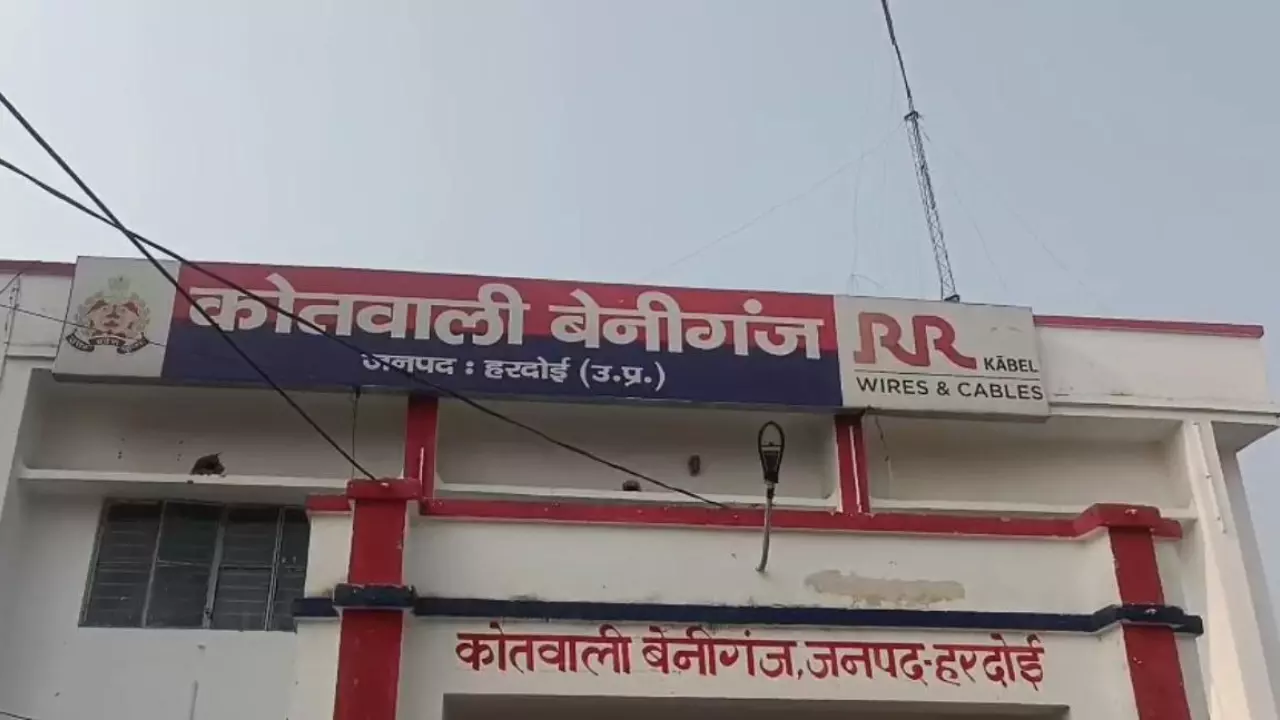 कोतवाली बेनीगंज
जनपद : हरदोई (उ.प्र.)
RR
KĀBEL
WIRES & CABLES
कोतवाली बेनीगंज,जनपद-हरदोई